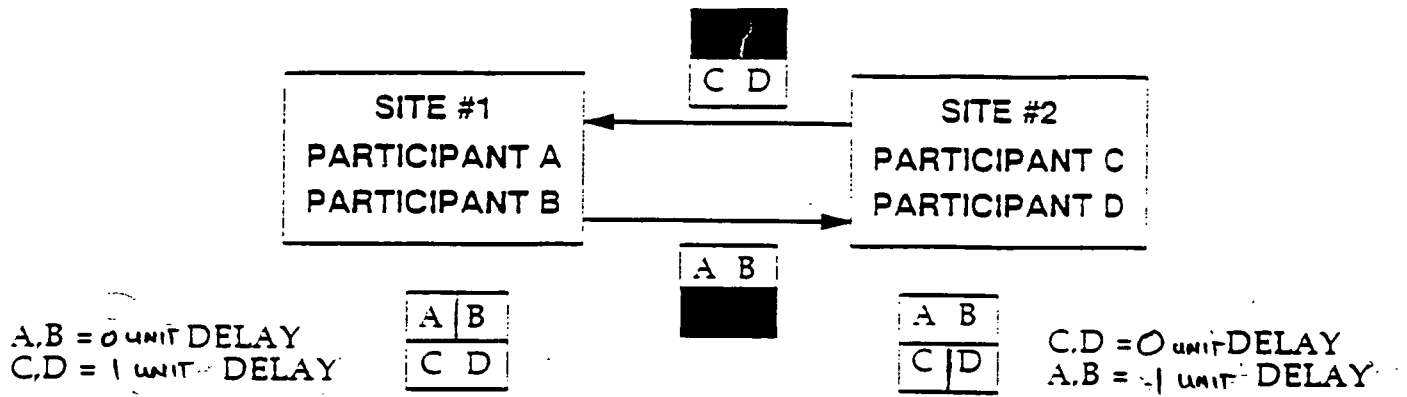 C D
SITE #1
PARTICIPANT A
PARTICIPANT B
SITE #2
PARTICIPANT C
PARTICIPANT D
A B
A,B = 0 UNIT DELAY
C,D = 1 UNIT DELAY
A B
C D
A B
C D
C,D = 0 UNIT DELAY
A,B = 1 UNIT DELAY